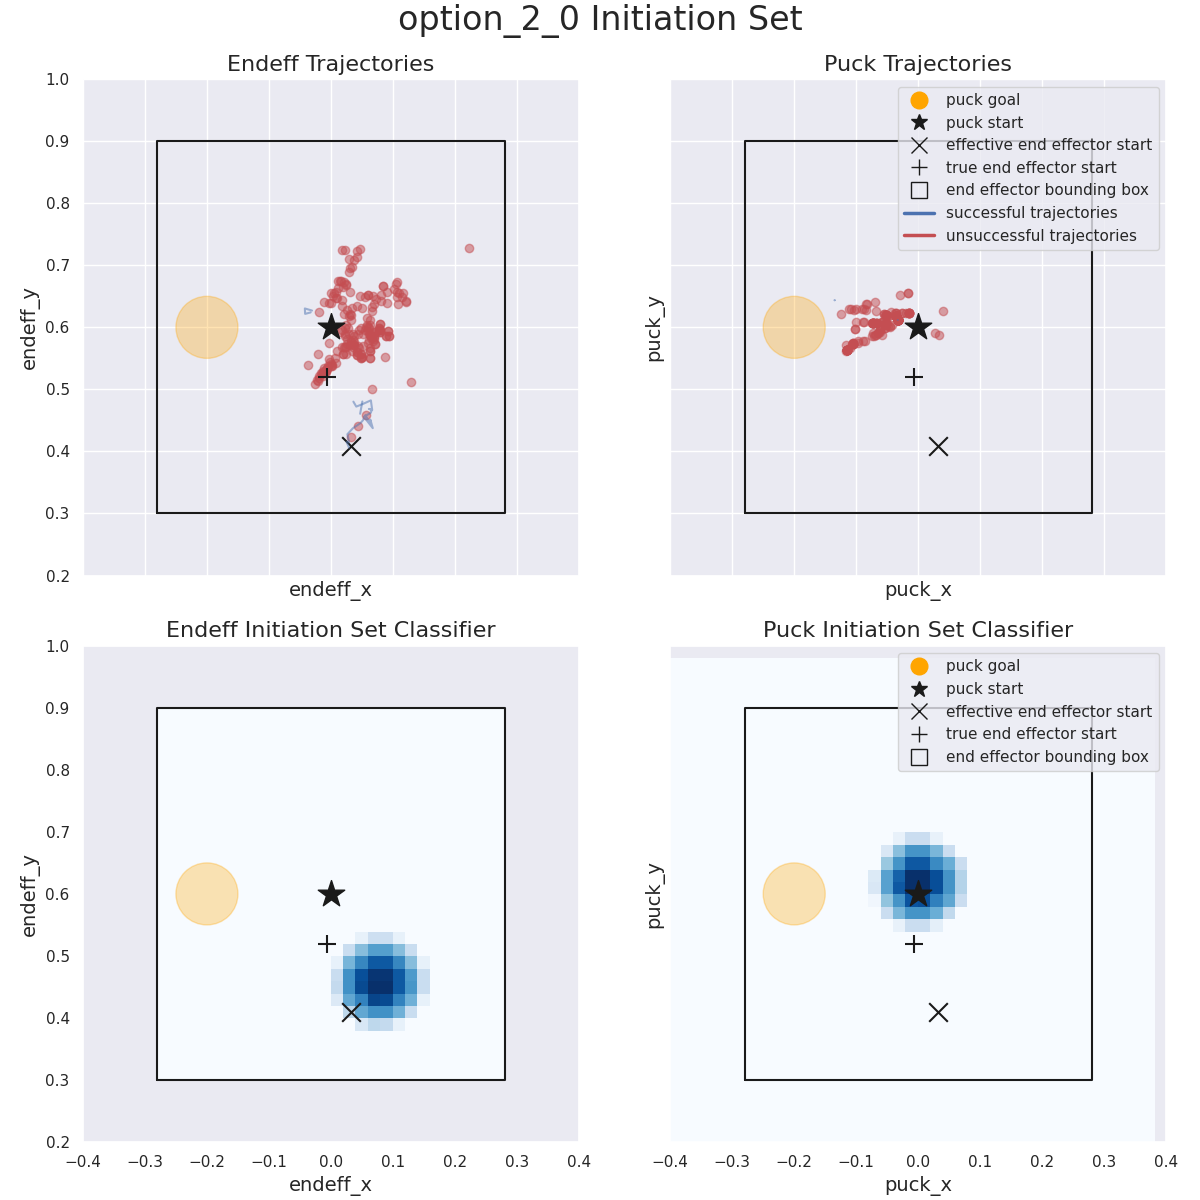 option_2_0 Initiation Set
Endeff Trajectories
1.0
0.9
0.8
0.7
0.6
0.5
0.4
0.3
0.2
endeff_y
endeff_x
Puck Trajectories
puck goal
puck start
effective end effector start
true end effector start
end effector bounding box
successful trajectories
unsuccessful trajectories
puck_y
puck_x
Endeff Initiation Set Classifier
1.0
0.9
0.8
0.7
0.6
0.5
0.4
0.3
0.2
endeff_y
−0.4 −0.3 −0.2 −0.1 0.0 0.1 0.2 0.3 0.4
endeff_x
Puck Initiation Set Classifier
puck goal
puck start
effective end effector start
true end effector start
end effector bounding box
puck_y
−0.4 −0.3 −0.2 −0.1 0.0 0.1 0.2 0.3 0.4
puck_x